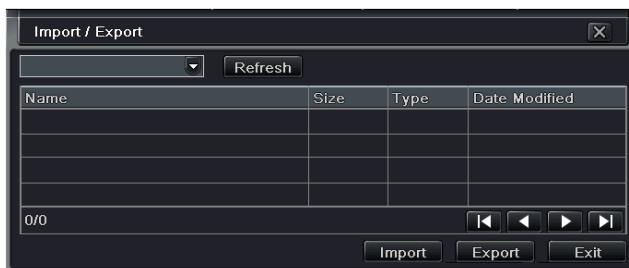 Import / Export
Refresh
Name Size Type Date Modified
0/0
Import Export Exit